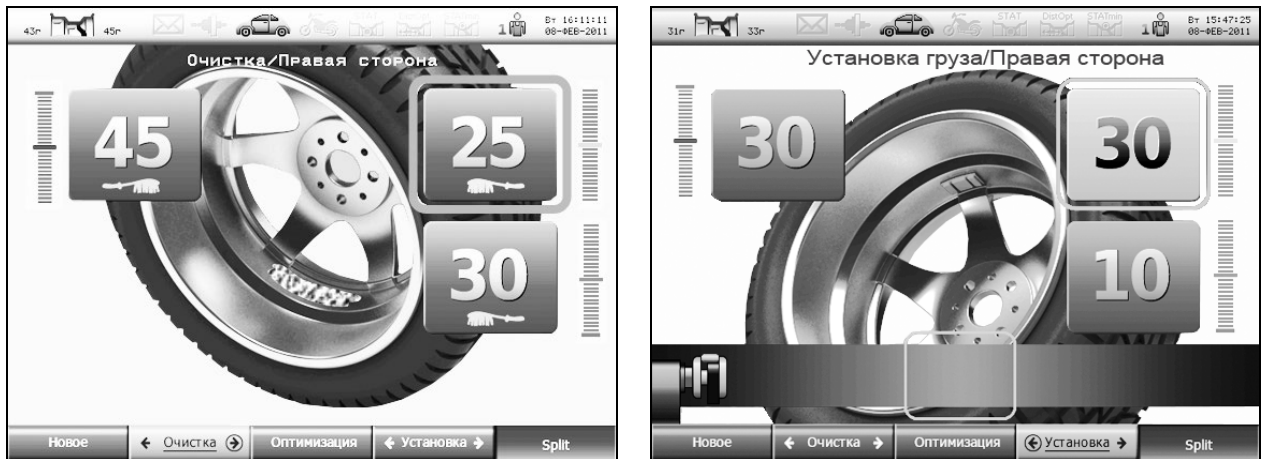 43г 45г 1 Вт 16:11:11
08-ФЕВ-2011
Очистка/Правая сторона
45 25
30
Новое Очистка Оптимизация Установка Split
31г 33г STAT DistOpt STATmin 1 Вт 15:47:25
08-ФЕВ-2011
Установка груза/Правая сторона
30 30
10
Новое Очистка Оптимизация Установка Split